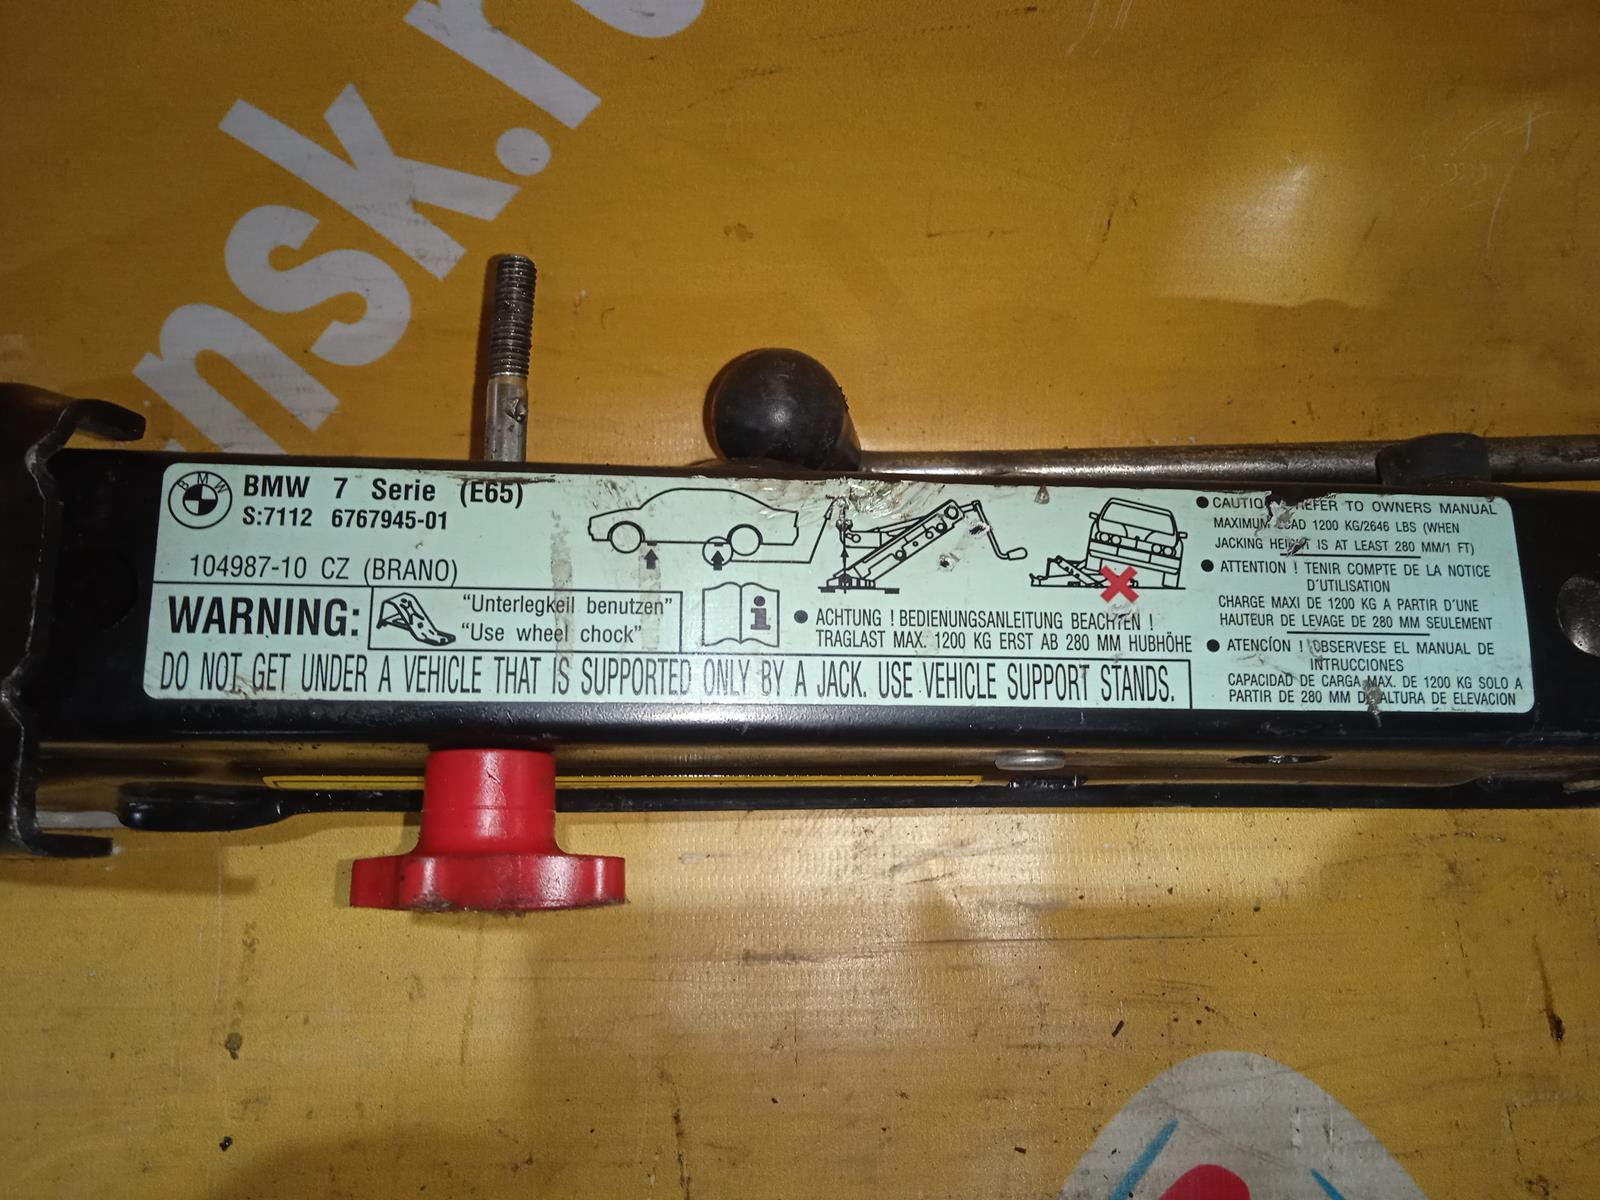 nsk.ru
BMW
BMW 7 Serie (E65)
S:7112 6767945-01
104987-10 CZ (BRANO)
WARNING:
"Unterlegkeil benutzen"
"Use wheel chock"
DO NOT GET UNDER A VEHICLE THAT IS SUPPORTED ONLY BY A JACK. USE VEHICLE SUPPORT STANDS.
i
● ACHTUNG ! BEDIENUNGSANLEITUNG BEACHTEN !
TRAGLAST MAX. 1200 KG ERST AB 280 MM HUBHÖHE
● CAUTIO REFER TO OWNERS MANUAL
MAXIMUM LOAD 1200 KG/2646 LBS (WHEN
JACKING HEIGHT IS AT LEAST 280 MM/1 FT)
● ATTENTION ! TENIR COMPTE DE LA NOTICE
D'UTILISATION
CHARGE MAXI DE 1200 KG A PARTIR D'UNE
HAUTEUR DE LEVAGE DE 280 MM SEULEMENT
● ATENCÍON ! OBSERVESE EL MANUAL DE
INTRUCCIONES
CAPACIDAD DE CARGA MAX. DE 1200 KG SOLO A
PARTIR DE 280 MM DE ALTURA DE ELEVACION